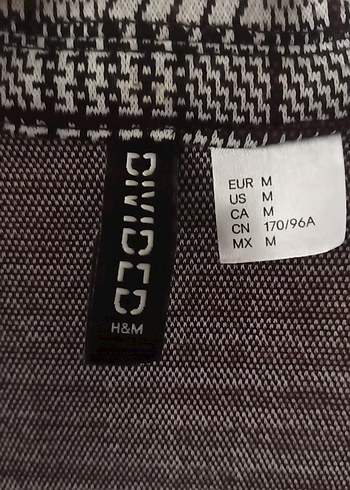 DIVIDED
H&M
EUR M
US M
CA M
CN 170/96A
MX M